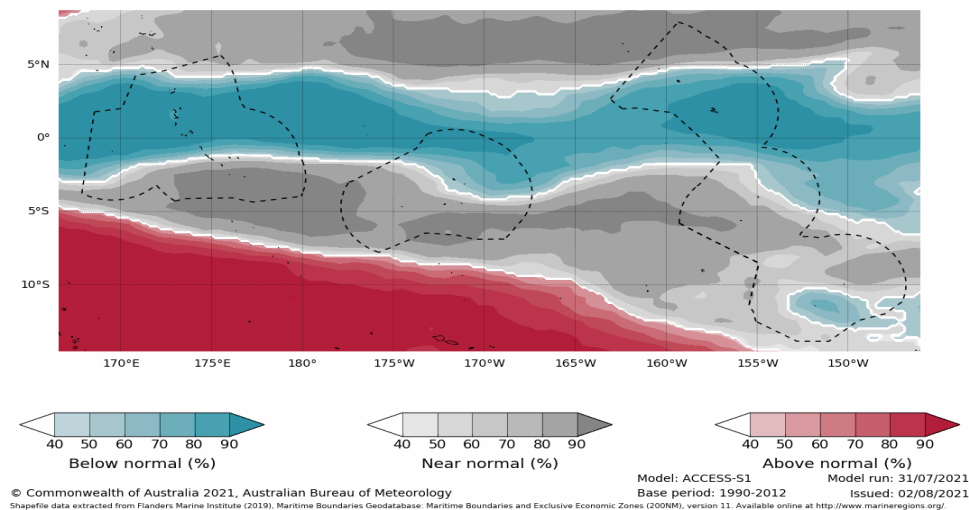 5°N
0°
5°S
10°S
170°E 175°E 180° 175°W 170°W 165°W 160°W 155°W 150°W
40 50 60 70 80 90 40 50 60 70 80 90 40 50 60 70 80 90
Below normal (%) Near normal (%) Above normal (%)
Model: ACCESS-S1 Model run: 31/07/2021
© Commonwealth of Australia 2021, Australian Bureau of Meteorology Base period: 1990-2012 Issued: 02/08/2021
Shapefile data extracted from Flanders Marine Institute (2019), Maritime Boundaries Geodatabase: Maritime Boundaries and Exclusive Economic Zones (200NM), version 11. Available online at http://www.marineregions.org/.